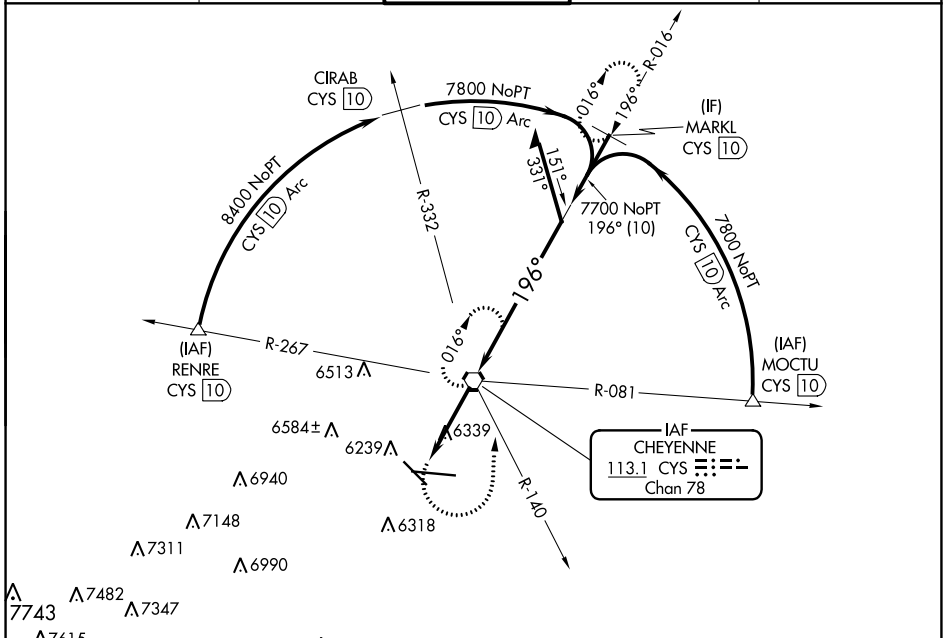 CIRAB
CYS 10
7800 NoPT
CYS 10 Arc
016°
196°
R-016
(IF)
MARKL
CYS 10
151°
331°
7700 NoPT
196° (10)
8400 NoPT
CYS 10 Arc
R-332
7800 NoPT
CYS 10 Arc
196°
016°
(IAF)
RENRE
CYS 10
R-267
6513
R-081
(IAF)
MOCTU
CYS 10
6584±
6239
6339
IAF
CHEYENNE
113.1 CYS
Chan 78
R-140
6940
7148
6318
7311
6990
7743
7482
7347
7615